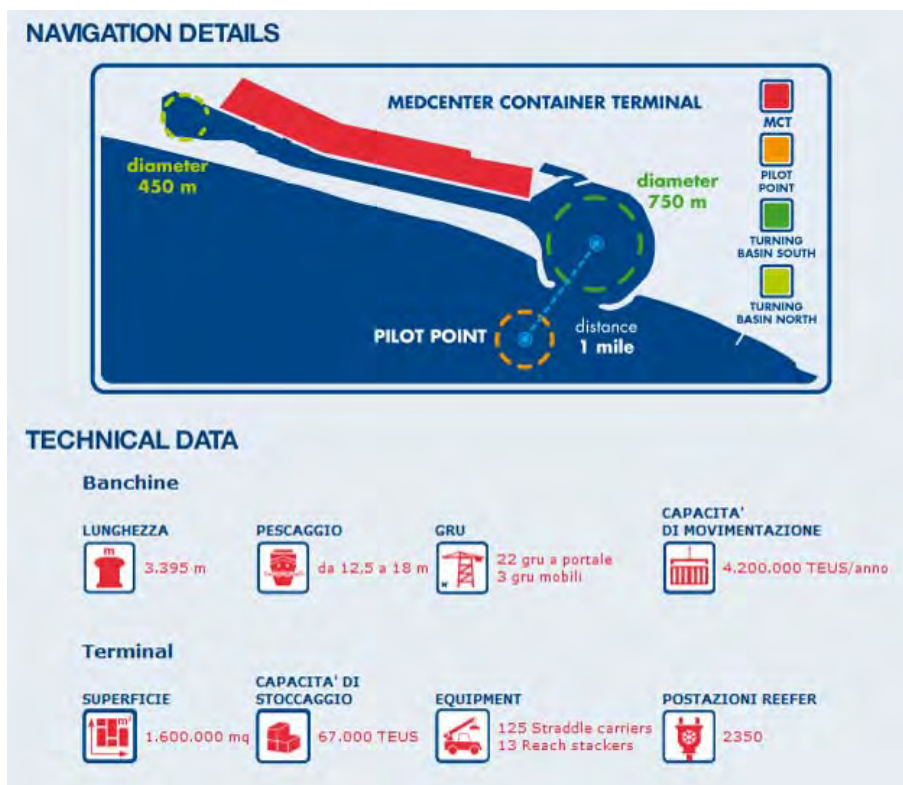 NAVIGATION DETAILS
MEDCENTER CONTAINER TERMINAL
MCT
diameter
450 m
diameter
750 m
PILOT
POINT
TURNING
BASIN SOUTH
TURNING
BASIN NORTH
PILOT POINT
distance
1 mile
TECHNICAL DATA
Banchine
LUNGHEZZA
m
3.395 m
PESCAGGIO
da 12,5 a 18 m
GRU
22 gru a portale
3 gru mobili
CAPACITA'
DI MOVIMENTAZIONE
4.200.000 TEUS/anno
Terminal
SUPERFICIE
m²
1.600.000 mq
CAPACITA' DI
STOCCAGGIO
67.000 TEUS
EQUIPMENT
125 Straddle carriers
13 Reach stackers
POSTAZIONI REEFER
2350